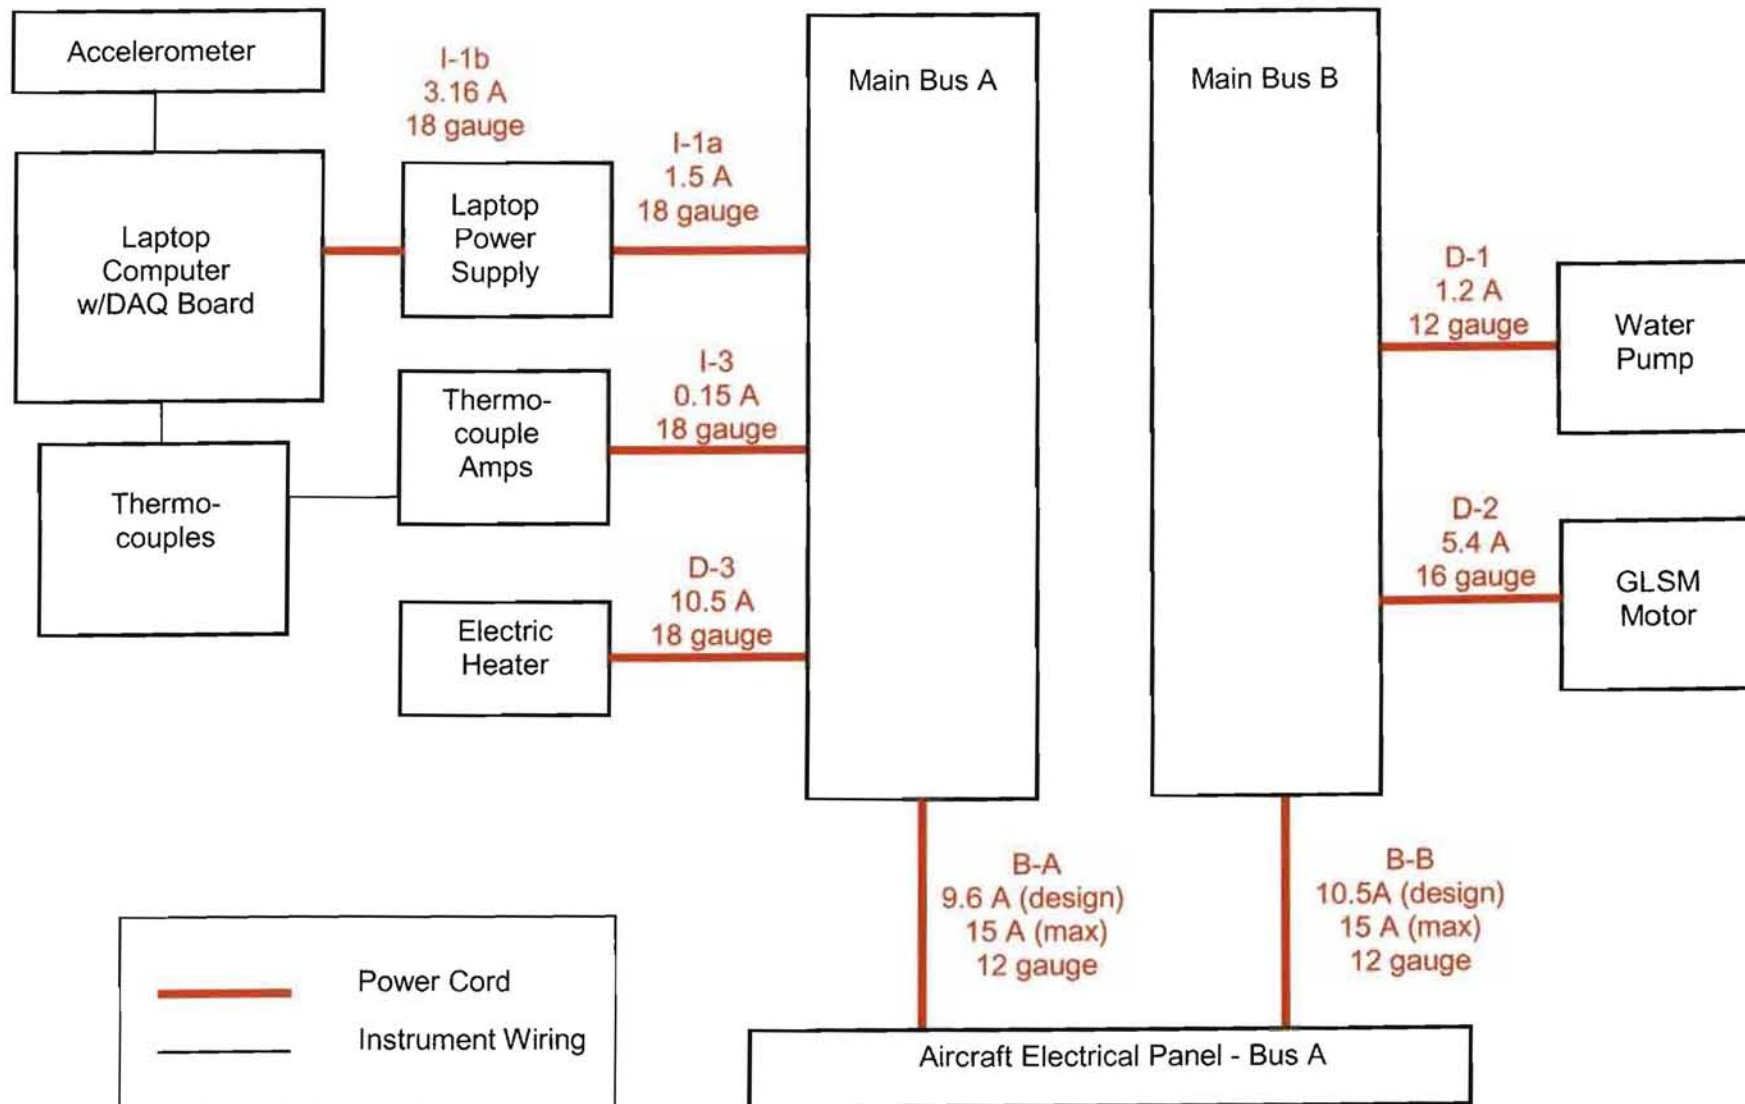 Accelerometer
I-1b
3.16 A
18 gauge
Main Bus A
Main Bus B
I-1a
1.5 A
18 gauge
Laptop
Computer
w/DAQ Board
Laptop
Power
Supply
D-1
1.2 A
12 gauge
Water
Pump
I-3
0.15 A
18 gauge
Thermo-
couple
Amps
Thermo-
couples
D-2
5.4 A
16 gauge
GLSM
Motor
D-3
10.5 A
18 gauge
Electric
Heater
B-A
9.6 A (design)
15 A (max)
12 gauge
B-B
10.5A (design)
15 A (max)
12 gauge
Power Cord
Instrument Wiring
Aircraft Electrical Panel - Bus A